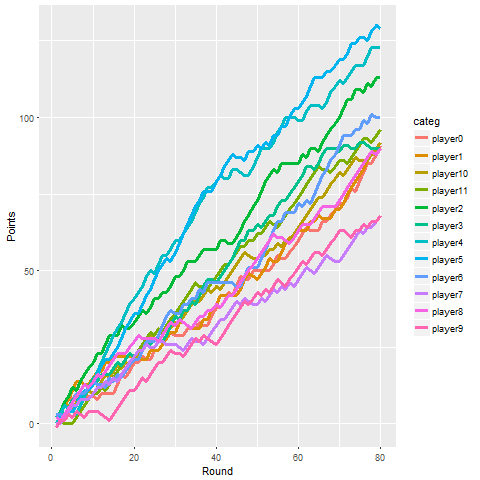 100
50
0
Points
0
20
40
60
80
Round
categ
player0
player1
player10
player11
player2
player3
player4
player5
player6
player7
player8
player9